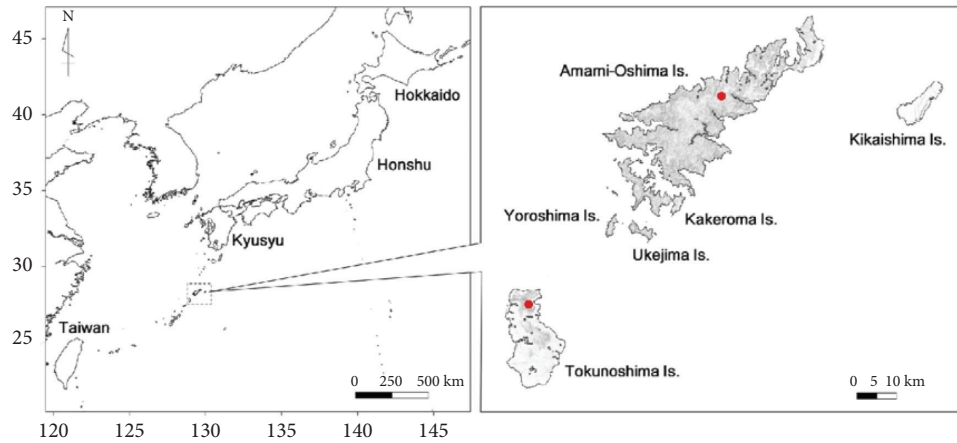 45
40
35
30
25
N
Hokkaido
Honshu
Kyusyu
Taiwan
0 250 500 km
120 125 130 135 140 145
Amami-Oshima Is.
Kikaishima Is.
Yoroshima Is.
Kakeroma Is.
Ukejima Is.
Tokunoshima Is.
0 5 10 km